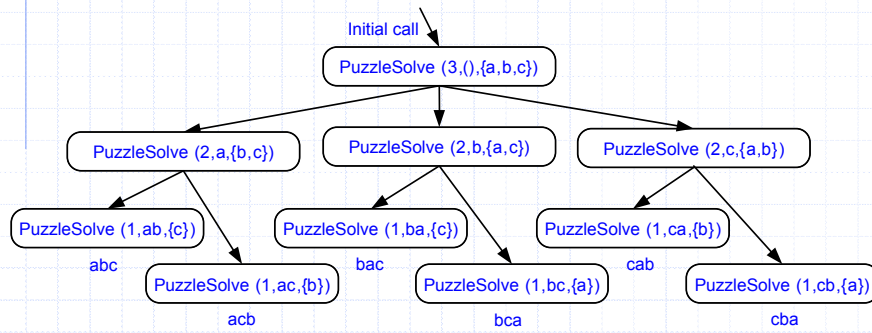 Initial call
PuzzleSolve (3,(),{a,b,c})
PuzzleSolve (2,a,{b,c})
PuzzleSolve (2,b,{a,c})
PuzzleSolve (2,c,{a,b})
PuzzleSolve (1,ab,{c})
PuzzleSolve (1,ba,{c})
PuzzleSolve (1,ca,{b})
abc
bac
cab
PuzzleSolve (1,ac,{b})
PuzzleSolve (1,bc,{a})
PuzzleSolve (1,cb,{a})
acb
bca
cba